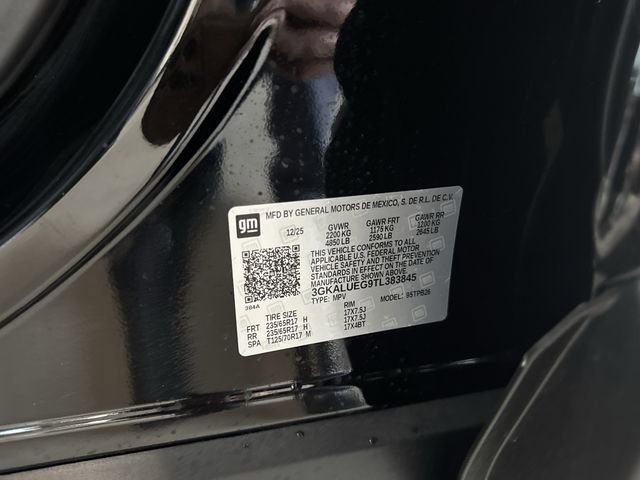 gm
MFD BY GENERAL MOTORS DE MEXICO, S. DE R.L. DE C.V.
12/25 GVWR GAWR FRT GAWR RR
2200 KG 1175 KG 1200 KG
4850 LB 2590 LB 2645 LB
THIS VEHICLE CONFORMS TO ALL
APPLICABLE U.S. FEDERAL MOTOR
VEHICLE SAFETY AND THEFT PREVENTION
STANDARDS IN EFFECT ON THE DATE OF
MANUFACTURE SHOWN ABOVE.
3GKALUEG9TL383845
384A TYPE: MPV MODEL: 95TPB26
TIRE SIZE RIM
FRT 235/65R17 H 17X7.5J
RR 235/65R17 H 17X7.5J
SPA T125/70R17 M 17X4BT